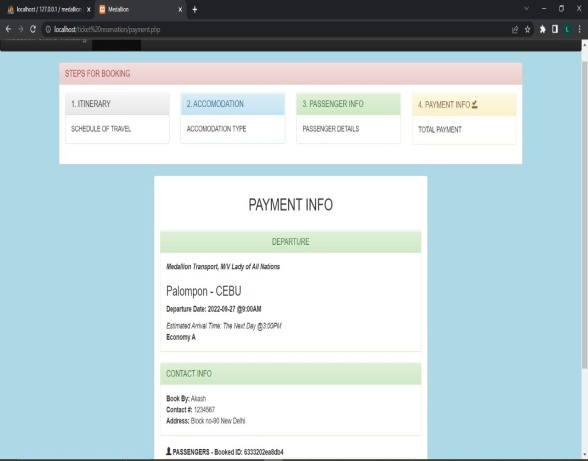 localhost / 127.0.0.1 / medallion
Medallion
localhost/ticket%20reservation/payment.php
STEPS FOR BOOKING
1. ITINERARY
SCHEDULE OF TRAVEL
2. ACCOMODATION
ACCOMODATION TYPE
3. PASSENGER INFO
PASSENGER DETAILS
4. PAYMENT INFO
TOTAL PAYMENT
PAYMENT INFO
DEPARTURE
Medallion Transport, M/V Lady of All Nations
Palompon - CEBU
Departure Date: 2022-09-27 @9:00AM
Estimated Arrival Time: The Next Day @3:00PM
Economy A
CONTACT INFO
Book By: Akash
Contact #: 1234567
Address: Block no-90 New Delhi
PASSENGERS - Booked ID: 6333202ea8db4